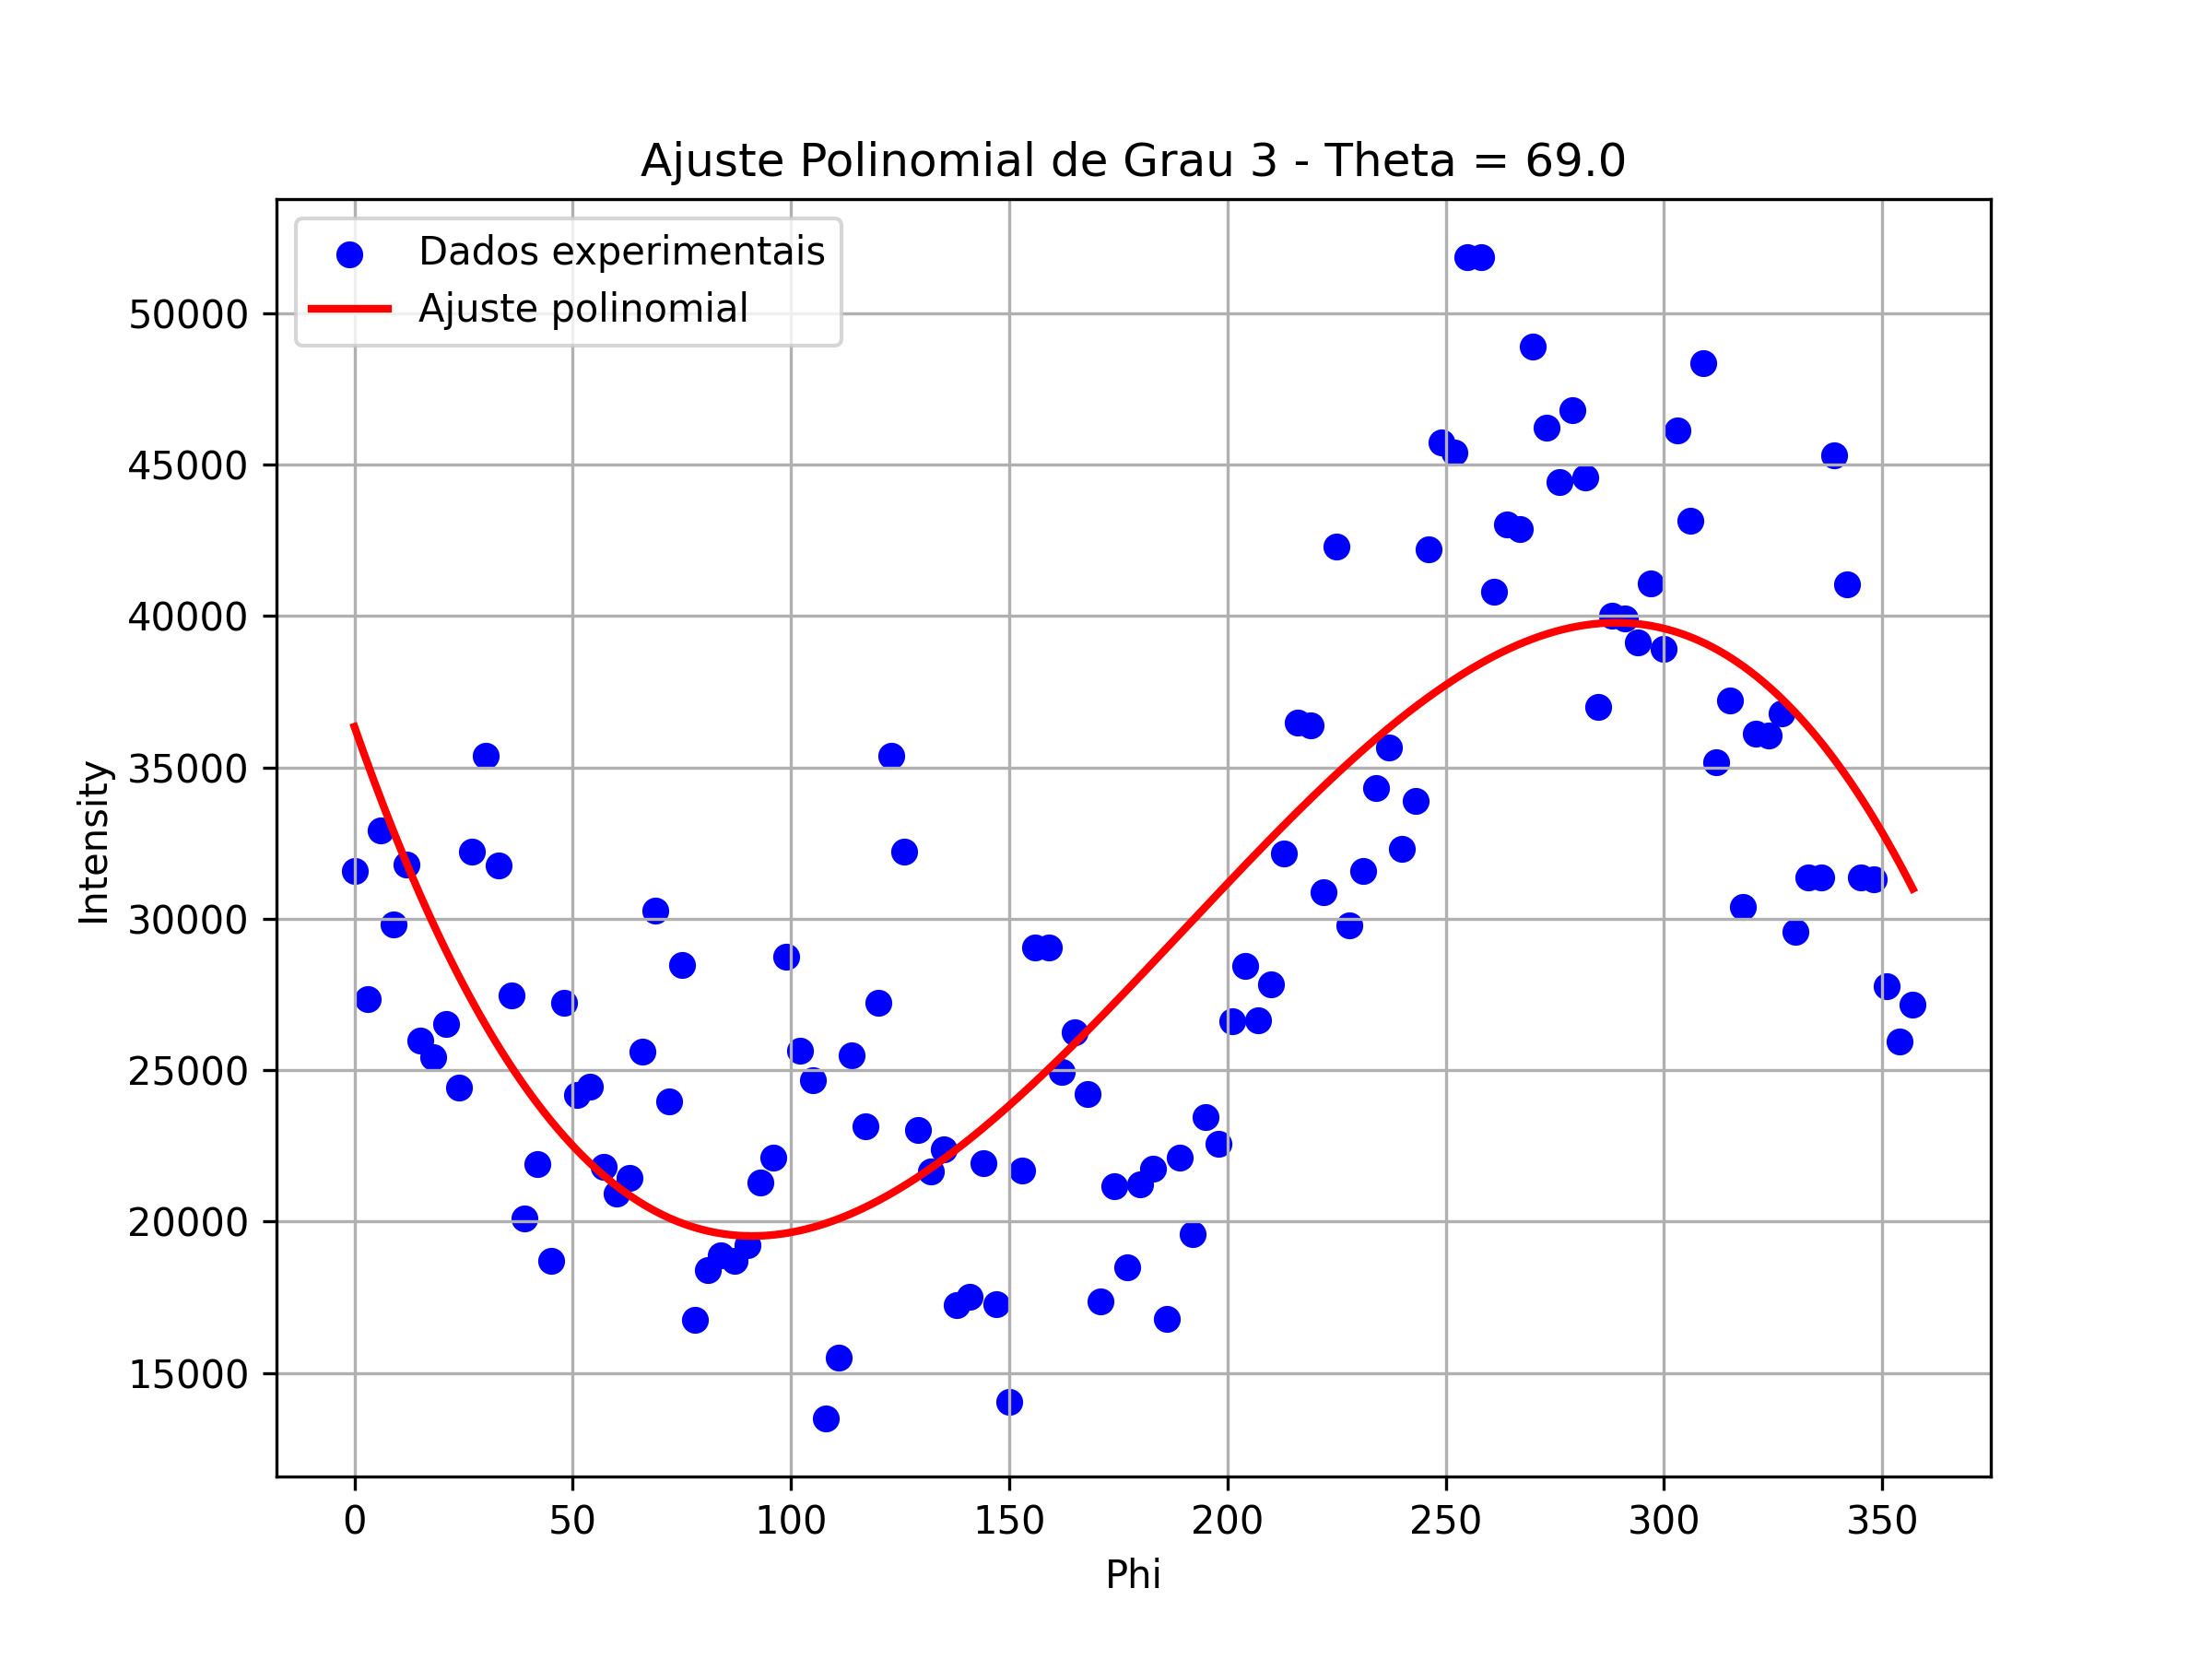 Ajuste Polinomial de Grau 3 - Theta = 69.0
Dados experimentais
Ajuste polinomial
Intensity
50000
45000
40000
35000
30000
25000
20000
15000
0 50 100 150 200 250 300 350
Phi